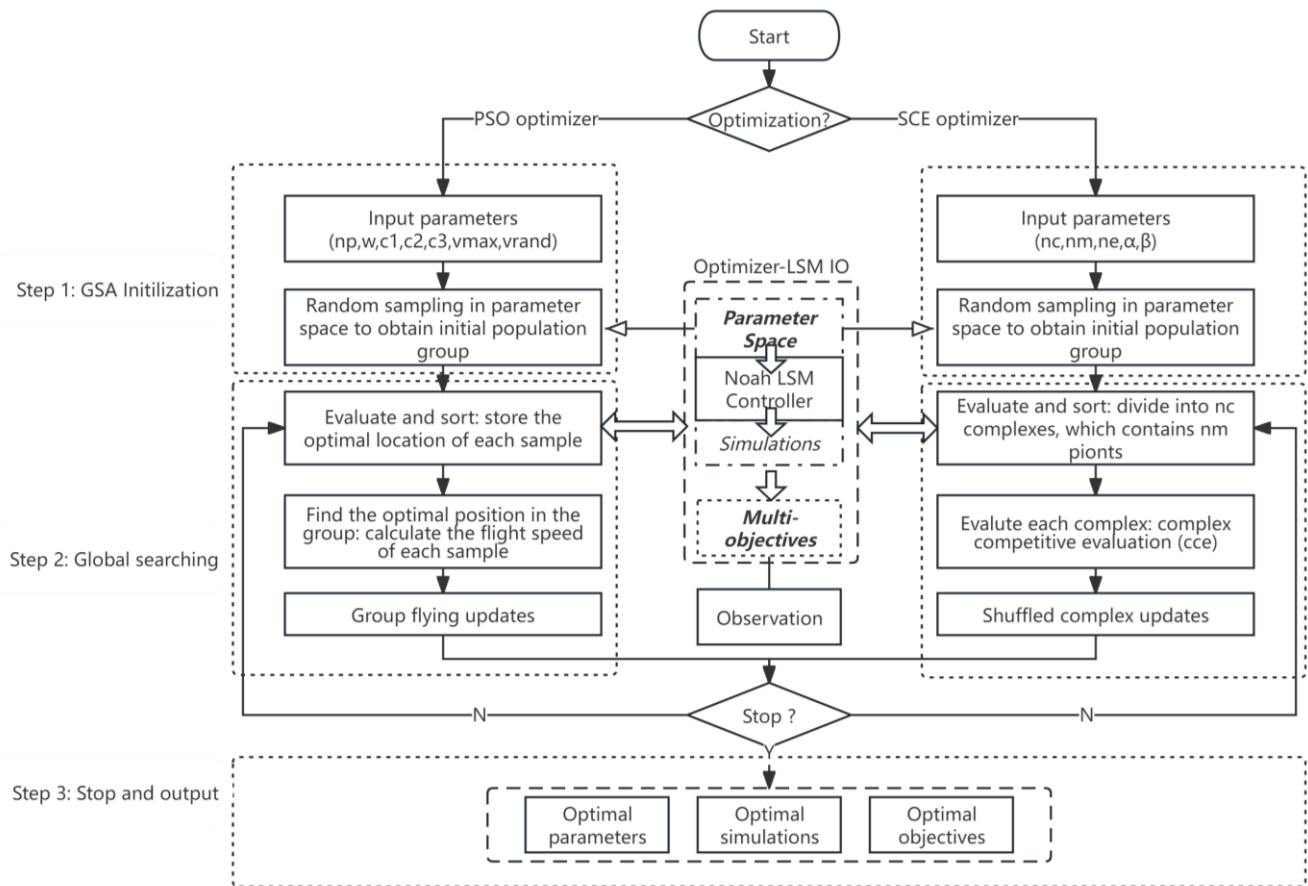 Start
Optimization?
PSO optimizer
SCE optimizer
Step 1: GSA Initilization
Input parameters
(np,w,c1,c2,c3,vmax,vrand)
Random sampling in parameter
space to obtain initial population
group
Optimizer-LSM IO
Parameter
Space
Noah LSM
Controller
Simulations
Multi-
objectives
Observation
Input parameters
(nc,nm,ne,α,β)
Random sampling in parameter
space to obtain initial population
group
Step 2: Global searching
Evaluate and sort: store the
optimal location of each sample
Find the optimal position in the
group: calculate the flight speed
of each sample
Group flying updates
Evaluate and sort: divide into nc
complexes, which contains nm
pionts
Evalute each complex: complex
competitive evaluation (cce)
Shuffled complex updates
Stop ?
N
N
Y
Step 3: Stop and output
Optimal
parameters
Optimal
simulations
Optimal
objectives